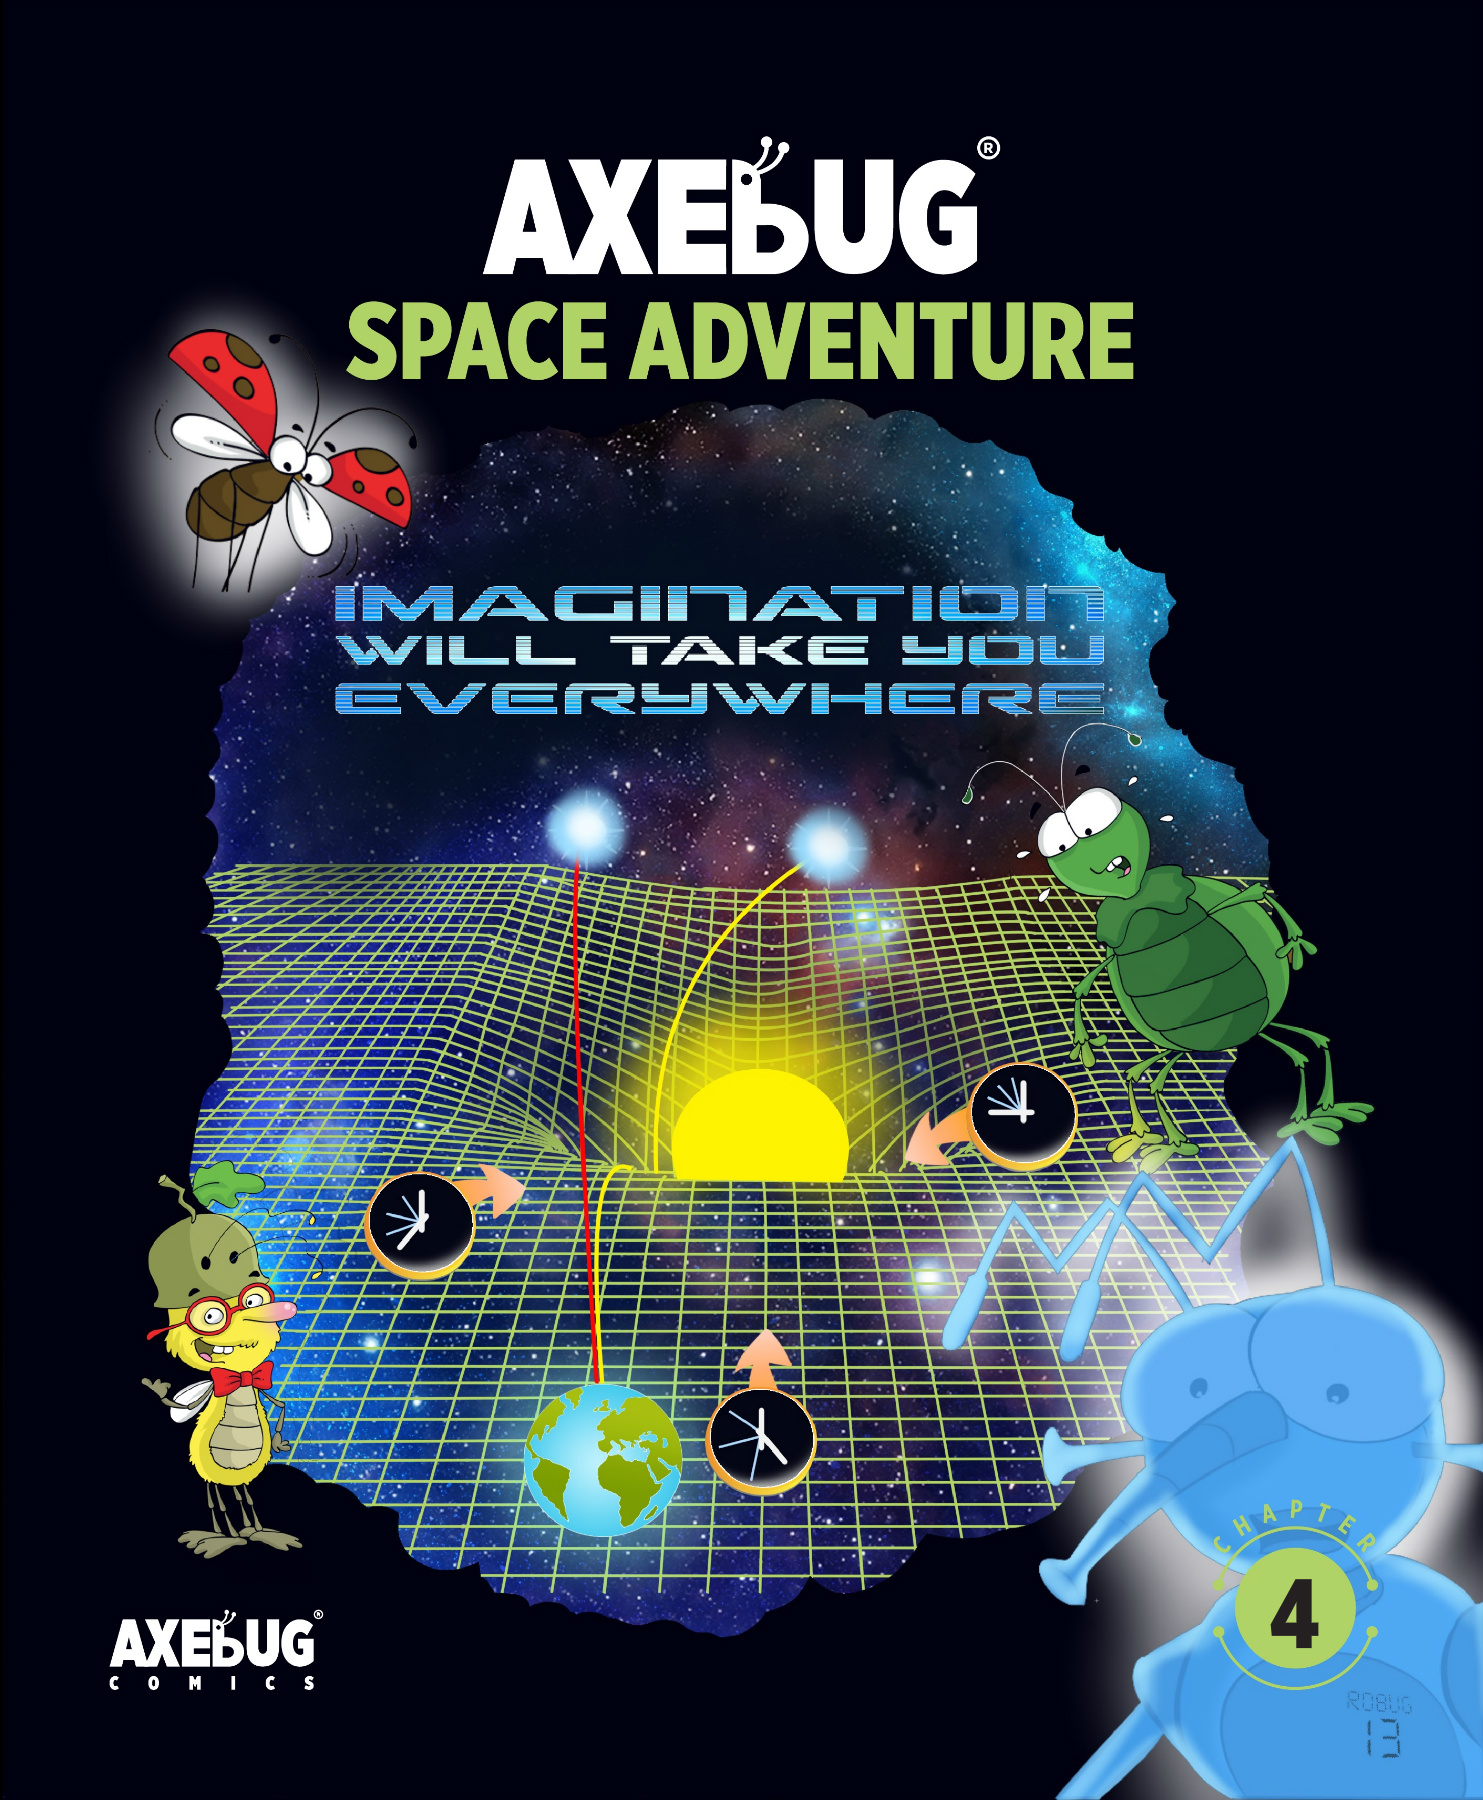 AXEbUG®
SPACE ADVENTURE
IMAGINATION
WILL TAKE YOU
EVERYWHERE
CHAPTER
4
ROBUG
13
AXEbUG®
COMICS